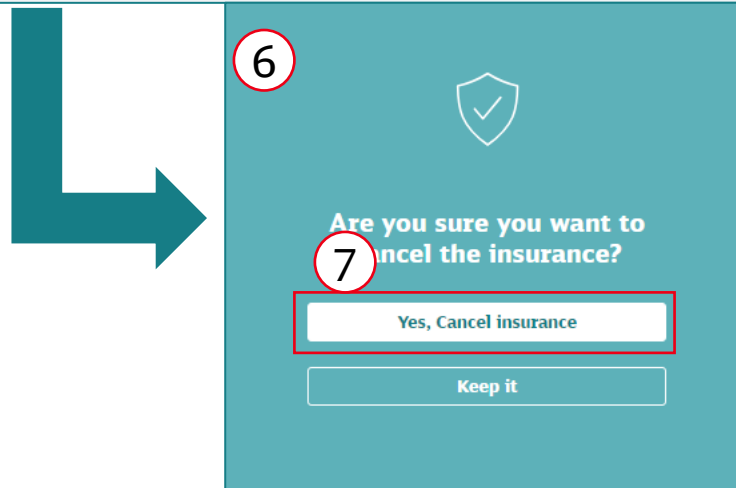 6
Are you sure you want to
7 ancel the insurance?
Yes, Cancel insurance
Keep it